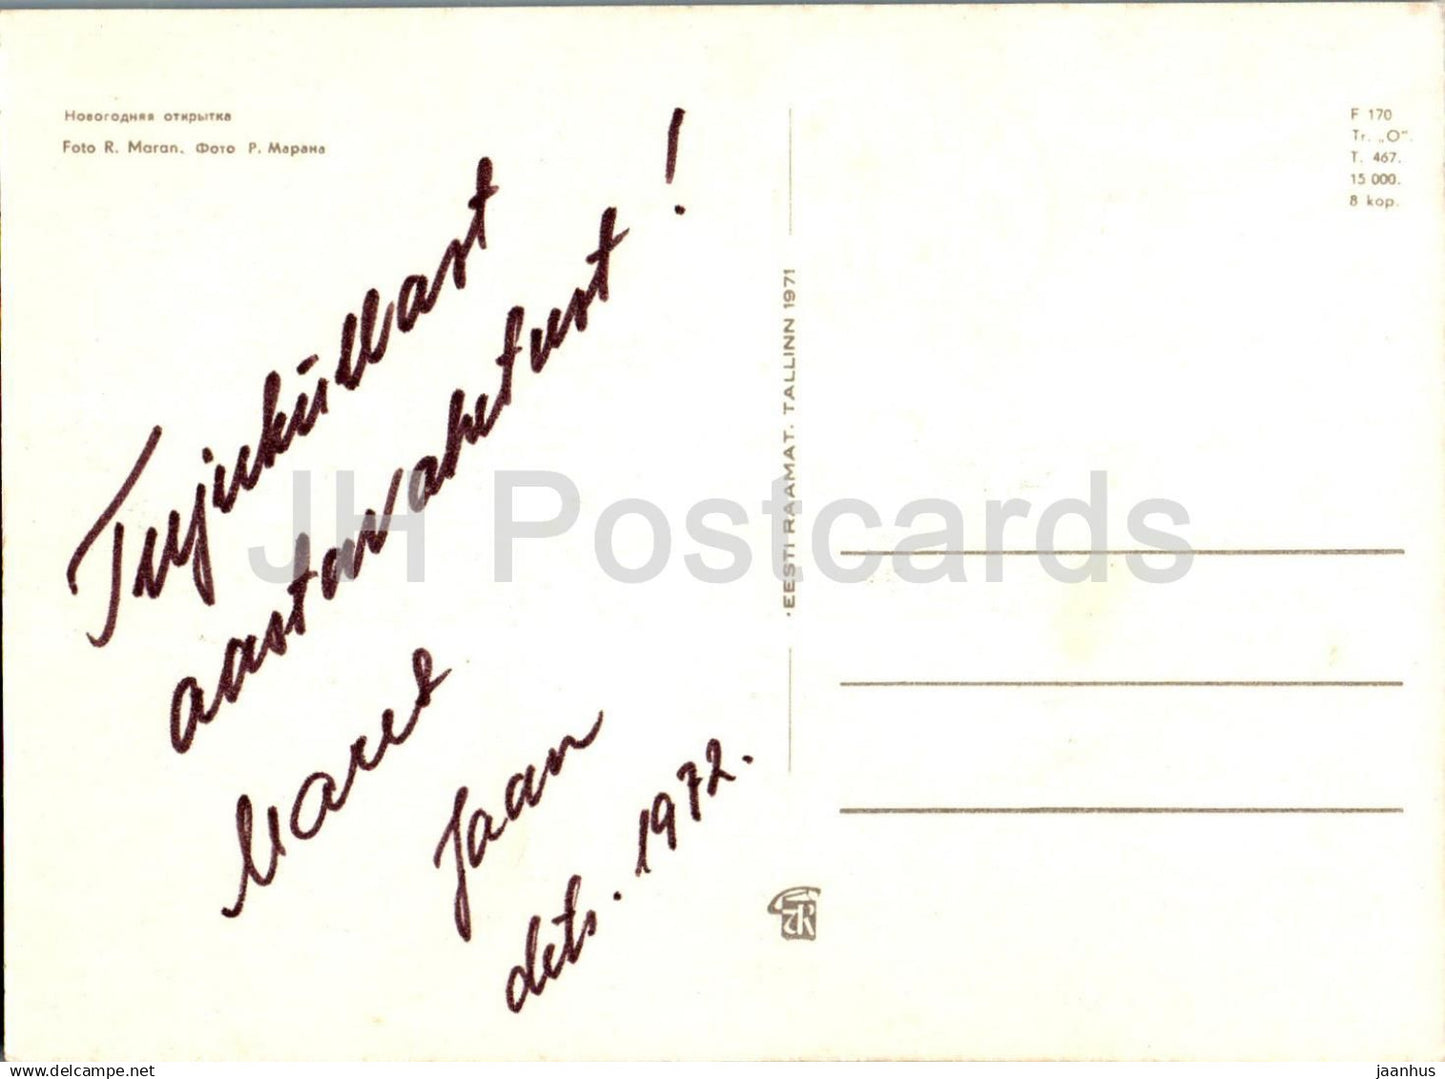 Новогодняя открытка
Foto R. Maran. Фото Р. Марана
Tujuküllast
aastavahetust!
Mare
Jaan
dets. 1972.
·EESTI RAAMAT. TALLINN 1971
F 170
Tr. „O“.
T. 467.
15 000.
8 kop.
JH Postcards
delcampe.net
jaanhus